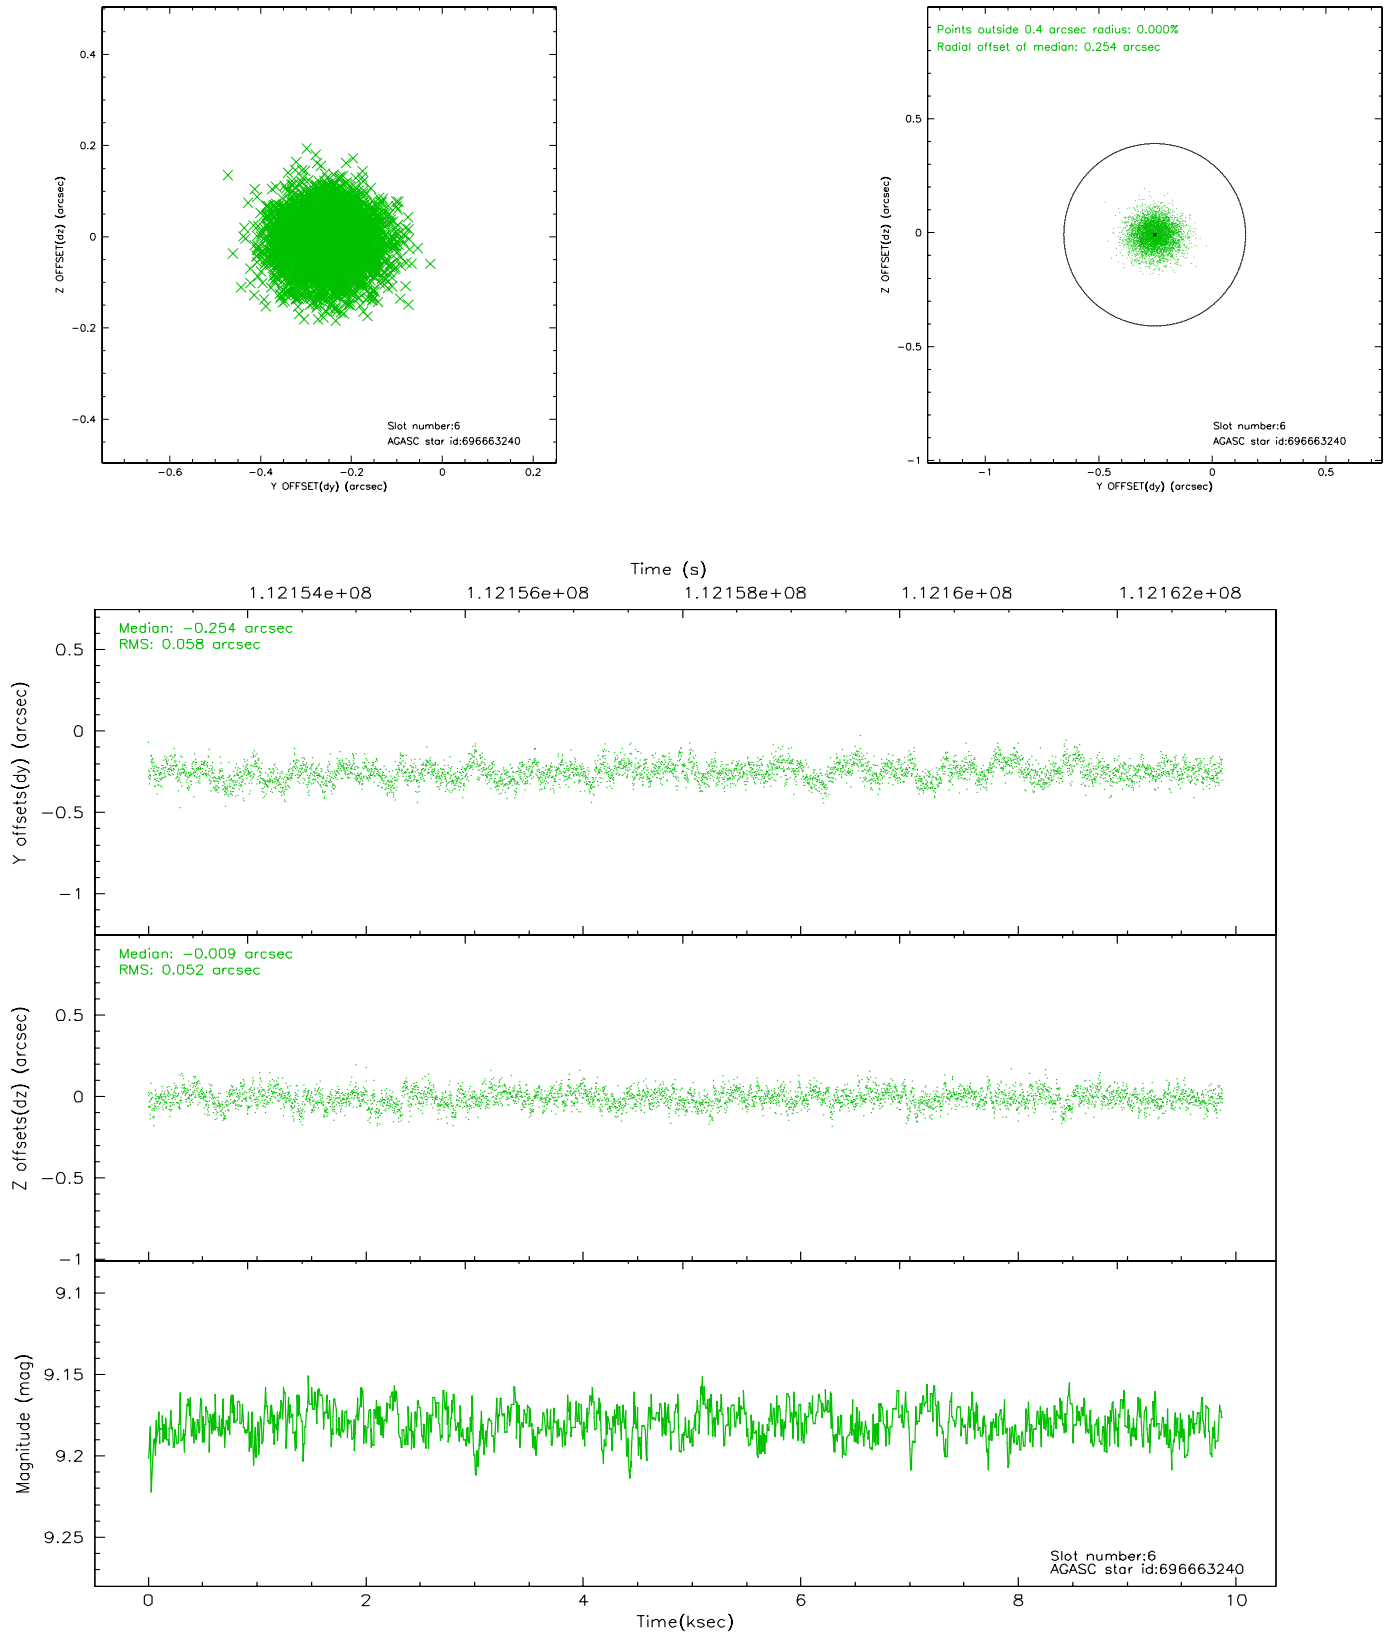 0.4
0.2
0
−0.2
−0.4
Z OFFSET(dz) (arcsec)
Slot number:6
AGASC star id:696663240
−0.6
−0.4
−0.2
0
0.2
Y OFFSET(dy) (arcsec)
Points outside 0.4 arcsec radius: 0.000%
Radial offset of median: 0.254 arcsec
0.5
0
−0.5
−1
Z OFFSET(dz) (arcsec)
Slot number:6
AGASC star id:696663240
−1
−0.5
0
0.5
Y OFFSET(dy) (arcsec)
Time (s)
1.12154e+08
1.12156e+08
1.12158e+08
1.1216e+08
1.12162e+08
Median: −0.254 arcsec
RMS: 0.058 arcsec
0.5
0
−0.5
−1
Y offsets(dy) (arcsec)
Median: −0.009 arcsec
RMS: 0.052 arcsec
0.5
0
−0.5
−1
Z offsets(dz) (arcsec)
9.1
9.15
9.2
9.25
Magnitude (mag)
Slot number:6
AGASC star id:696663240
0
2
4
6
8
10
Time(ksec)